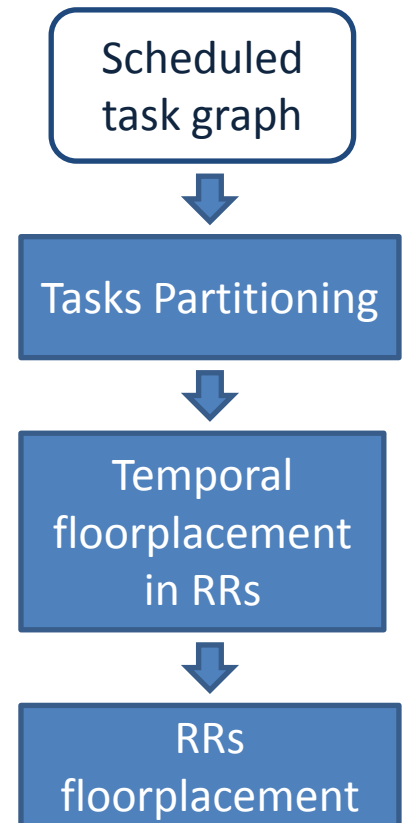 Scheduled
task graph
Tasks Partitioning
Temporal
floorplacement
in RRs
RRs
floorplacement